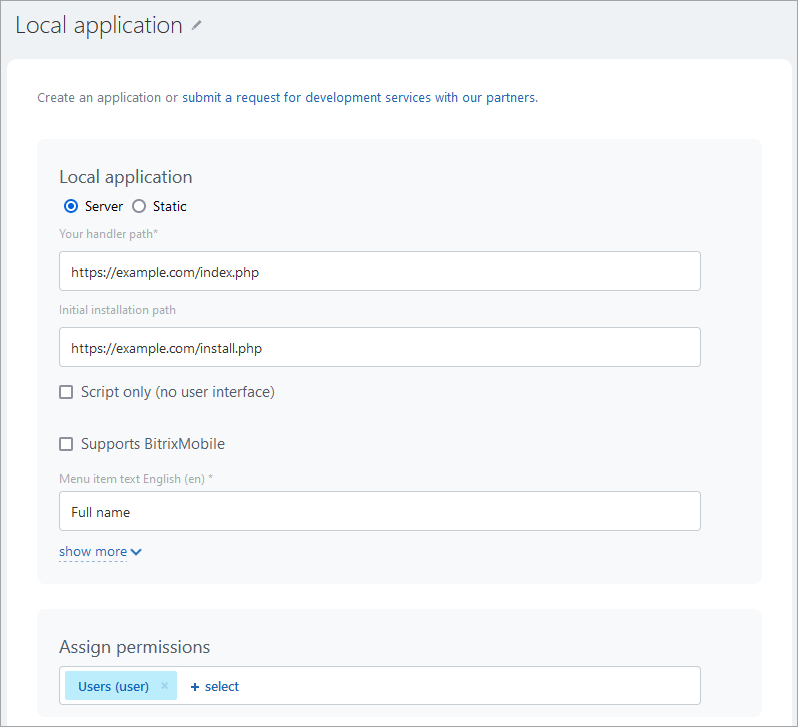 Local application
Create an application or submit a request for development services with our partners.
Local application
Server Static
Your handler path*
https://example.com/index.php
Initial installation path
https://example.com/install.php
Script only (no user interface)
Supports BitrixMobile
Menu item text English (en) *
Full name
show more
Assign permissions
Users (user) × + select